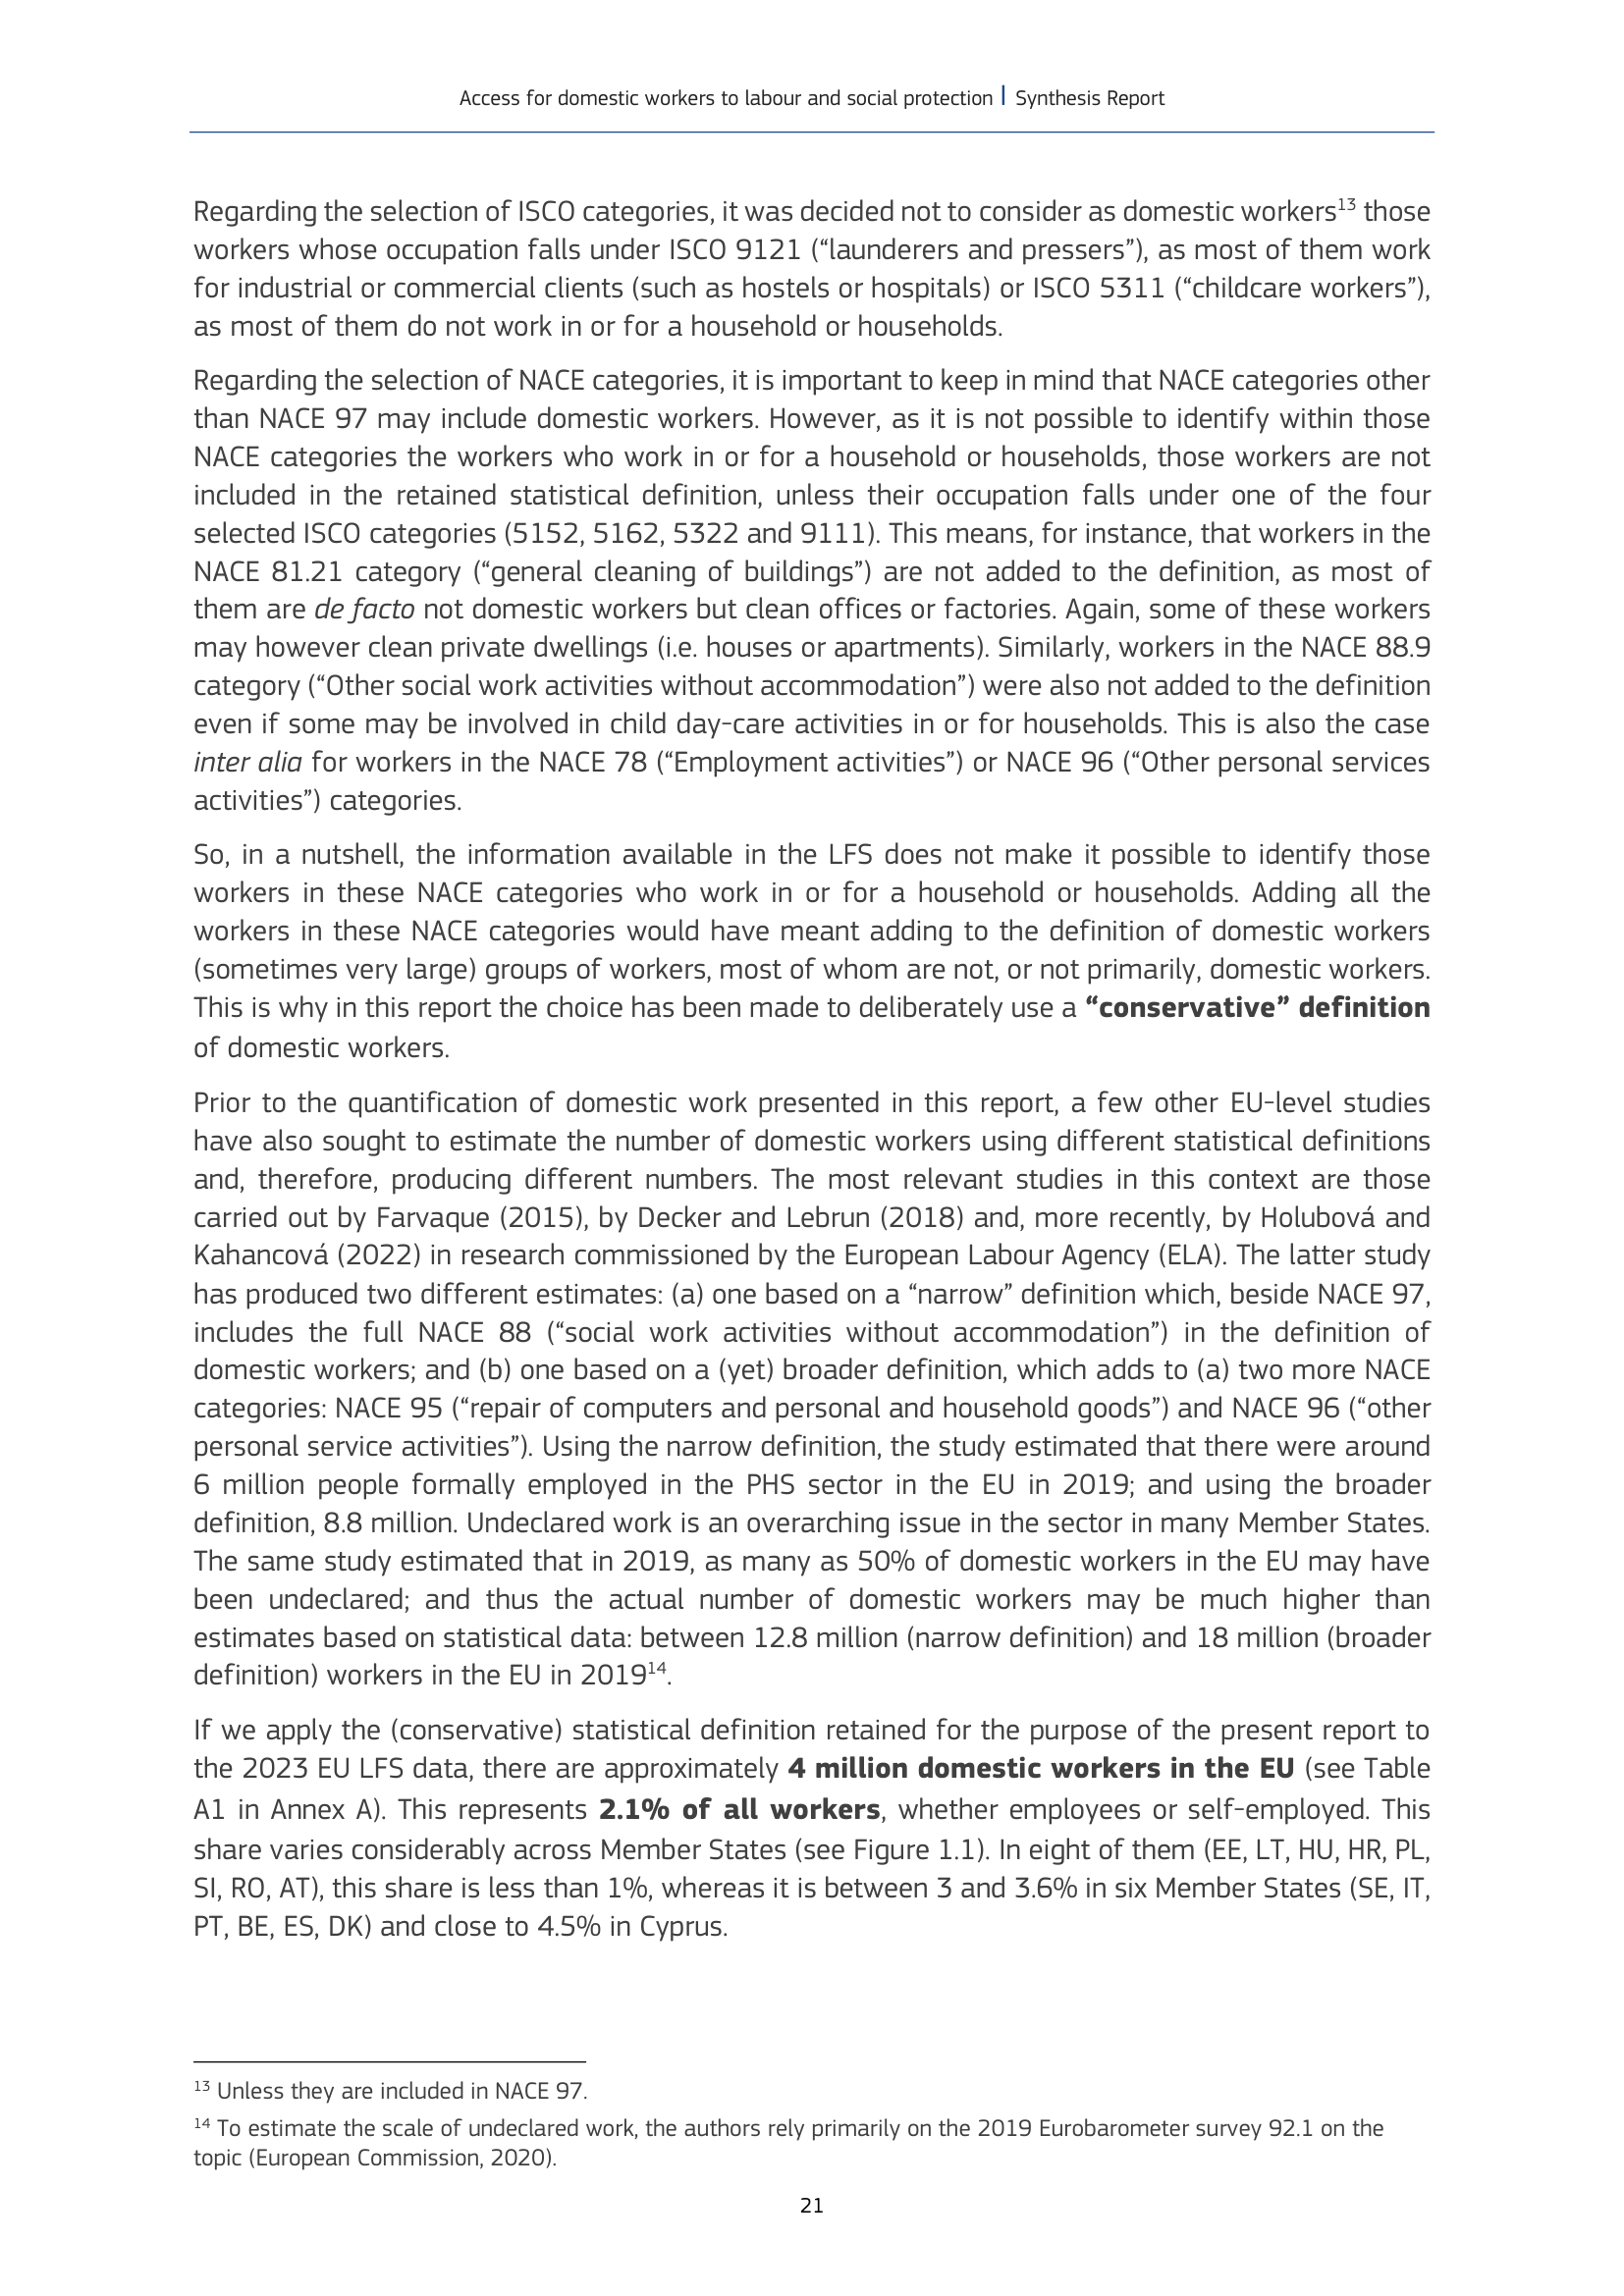 Access for domestic workers to labour and social protection | Synthesis Report
Regarding the selection of ISCO categories, it was decided not to consider as domestic workers13 those
workers whose occupation falls under ISCO 9121 (“launderers and pressers”), as most of them work
for industrial or commercial clients (such as hostels or hospitals) or ISCO 5311 (“childcare workers”),
as most of them do not work in or for a household or households.
Regarding the selection of NACE categories, it is important to keep in mind that NACE categories other
than NACE 97 may include domestic workers. However, as it is not possible to identify within those
NACE categories the workers who work in or for a household or households, those workers are not
included in the retained statistical definition, unless their occupation falls under one of the four
selected ISCO categories (5152, 5162, 5322 and 9111). This means, for instance, that workers in the
NACE 81.21 category (“general cleaning of buildings”) are not added to the definition, as most of
them are de facto not domestic workers but clean offices or factories. Again, some of these workers
may however clean private dwellings (i.e. houses or apartments). Similarly, workers in the NACE 88.9
category (“Other social work activities without accommodation”) were also not added to the definition
even if some may be involved in child day-care activities in or for households. This is also the case
inter alia for workers in the NACE 78 (“Employment activities”) or NACE 96 (“Other personal services
activities”) categories.
So, in a nutshell, the information available in the LFS does not make it possible to identify those
workers in these NACE categories who work in or for a household or households. Adding all the
workers in these NACE categories would have meant adding to the definition of domestic workers
(sometimes very large) groups of workers, most of whom are not, or not primarily, domestic workers.
This is why in this report the choice has been made to deliberately use a “conservative” definition
of domestic workers.
Prior to the quantification of domestic work presented in this report, a few other EU-level studies
have also sought to estimate the number of domestic workers using different statistical definitions
and, therefore, producing different numbers. The most relevant studies in this context are those
carried out by Farvaque (2015), by Decker and Lebrun (2018) and, more recently, by Holubová and
Kahancová (2022) in research commissioned by the European Labour Agency (ELA). The latter study
has produced two different estimates: (a) one based on a “narrow” definition which, beside NACE 97,
includes the full NACE 88 (“social work activities without accommodation”) in the definition of
domestic workers; and (b) one based on a (yet) broader definition, which adds to (a) two more NACE
categories: NACE 95 (“repair of computers and personal and household goods”) and NACE 96 (“other
personal service activities”). Using the narrow definition, the study estimated that there were around
6 million people formally employed in the PHS sector in the EU in 2019; and using the broader
definition, 8.8 million. Undeclared work is an overarching issue in the sector in many Member States.
The same study estimated that in 2019, as many as 50% of domestic workers in the EU may have
been undeclared; and thus the actual number of domestic workers may be much higher than
estimates based on statistical data: between 12.8 million (narrow definition) and 18 million (broader
definition) workers in the EU in 201914.
If we apply the (conservative) statistical definition retained for the purpose of the present report to
the 2023 EU LFS data, there are approximately 4 million domestic workers in the EU (see Table
A1 in Annex A). This represents 2.1% of all workers, whether employees or self-employed. This
share varies considerably across Member States (see Figure 1.1). In eight of them (EE, LT, HU, HR, PL,
SI, RO, AT), this share is less than 1%, whereas it is between 3 and 3.6% in six Member States (SE, IT,
PT, BE, ES, DK) and close to 4.5% in Cyprus.
13 Unless they are included in NACE 97.
14 To estimate the scale of undeclared work, the authors rely primarily on the 2019 Eurobarometer survey 92.1 on the
topic (European Commission, 2020).
21